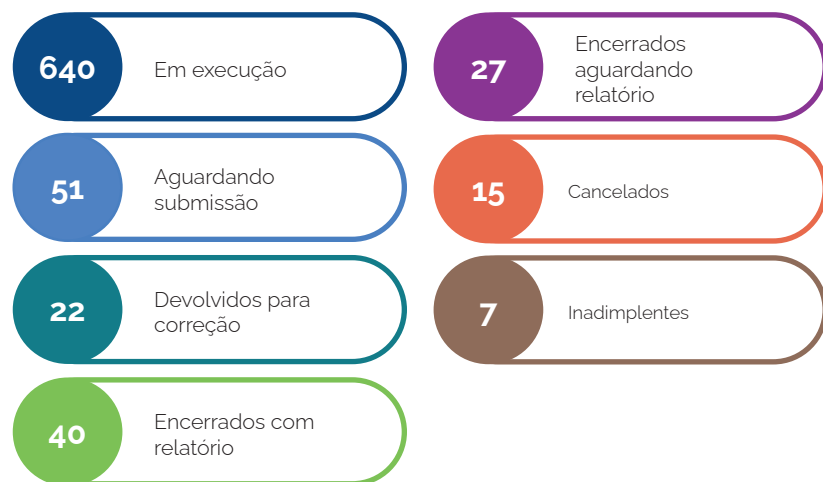 640
Em execução
51
Aguardando
submissão
22
Devolvidos para
correção
40
Encerrados com
relatório
27
Encerrados
aguardando
relatório
15
Cancelados
7
Inadimplentes